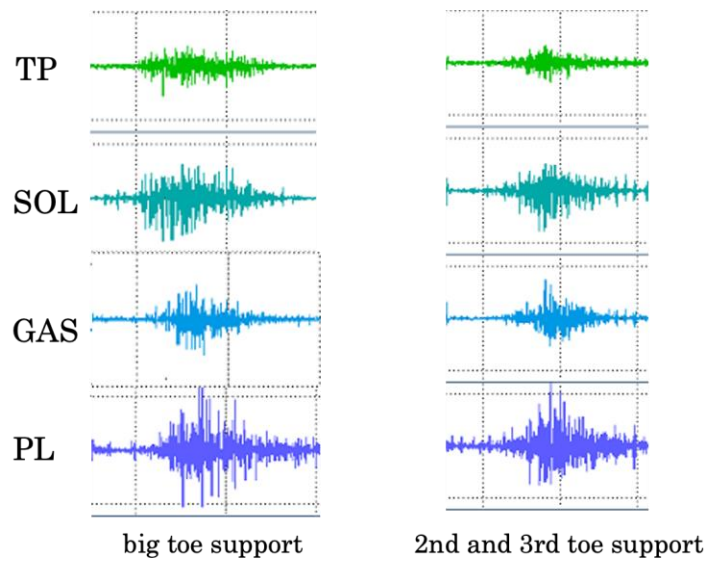 TP
SOL
GAS
PL
big toe support
2nd and 3rd toe support